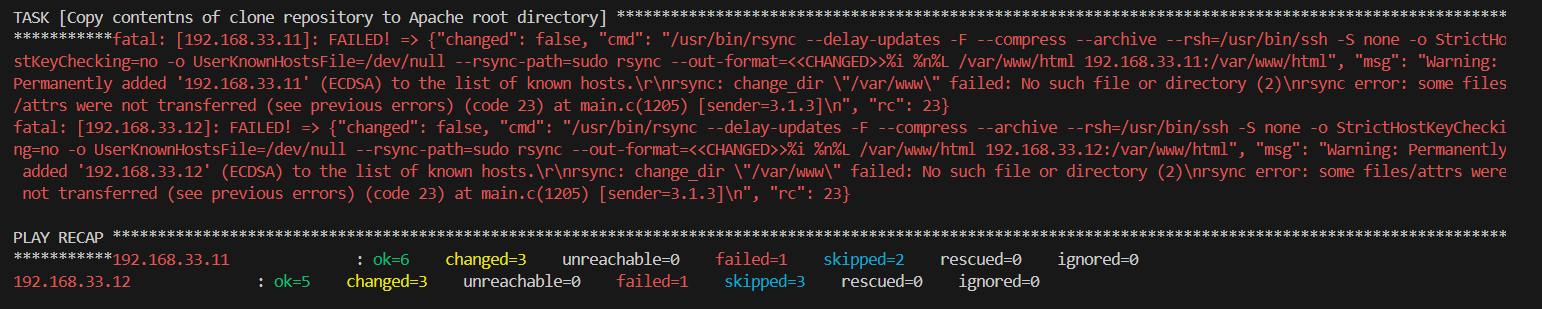 TASK [Copy contentns of clone repository to Apache root directory] ***************************************************************************************************
***********fatal: [192.168.33.11]: FAILED! => {"changed": false, "cmd": "/usr/bin/rsync --delay-updates -F --compress --archive --rsh=/usr/bin/ssh -S none -o StrictHo
stKeyChecking=no -o UserKnownHostsFile=/dev/null --rsync-path=sudo rsync --out-format=<<CHANGED>>%i %n%L /var/www/html 192.168.33.11:/var/www/html", "msg": "Warning:
Permanently added '192.168.33.11' (ECDSA) to the list of known hosts.\r\nrsync: change_dir \"/var/www\" failed: No such file or directory (2)\nrsync error: some files
/attrs were not transferred (see previous errors) (code 23) at main.c(1205) [sender=3.1.3]\n", "rc": 23}
fatal: [192.168.33.12]: FAILED! => {"changed": false, "cmd": "/usr/bin/rsync --delay-updates -F --compress --archive --rsh=/usr/bin/ssh -S none -o StrictHostKeyChecki
ng=no -o UserKnownHostsFile=/dev/null --rsync-path=sudo rsync --out-format=<<CHANGED>>%i %n%L /var/www/html 192.168.33.12:/var/www/html", "msg": "Warning: Permanently
 added '192.168.33.12' (ECDSA) to the list of known hosts.\r\nrsync: change_dir \"/var/www\" failed: No such file or directory (2)\nrsync error: some files/attrs were
 not transferred (see previous errors) (code 23) at main.c(1205) [sender=3.1.3]\n", "rc": 23}
PLAY RECAP ***********************************************************************************************************************************************************
***********192.168.33.11              : ok=6    changed=3    unreachable=0    failed=1    skipped=2    rescued=0    ignored=0
192.168.33.12              : ok=5    changed=3    unreachable=0    failed=1    skipped=3    rescued=0    ignored=0